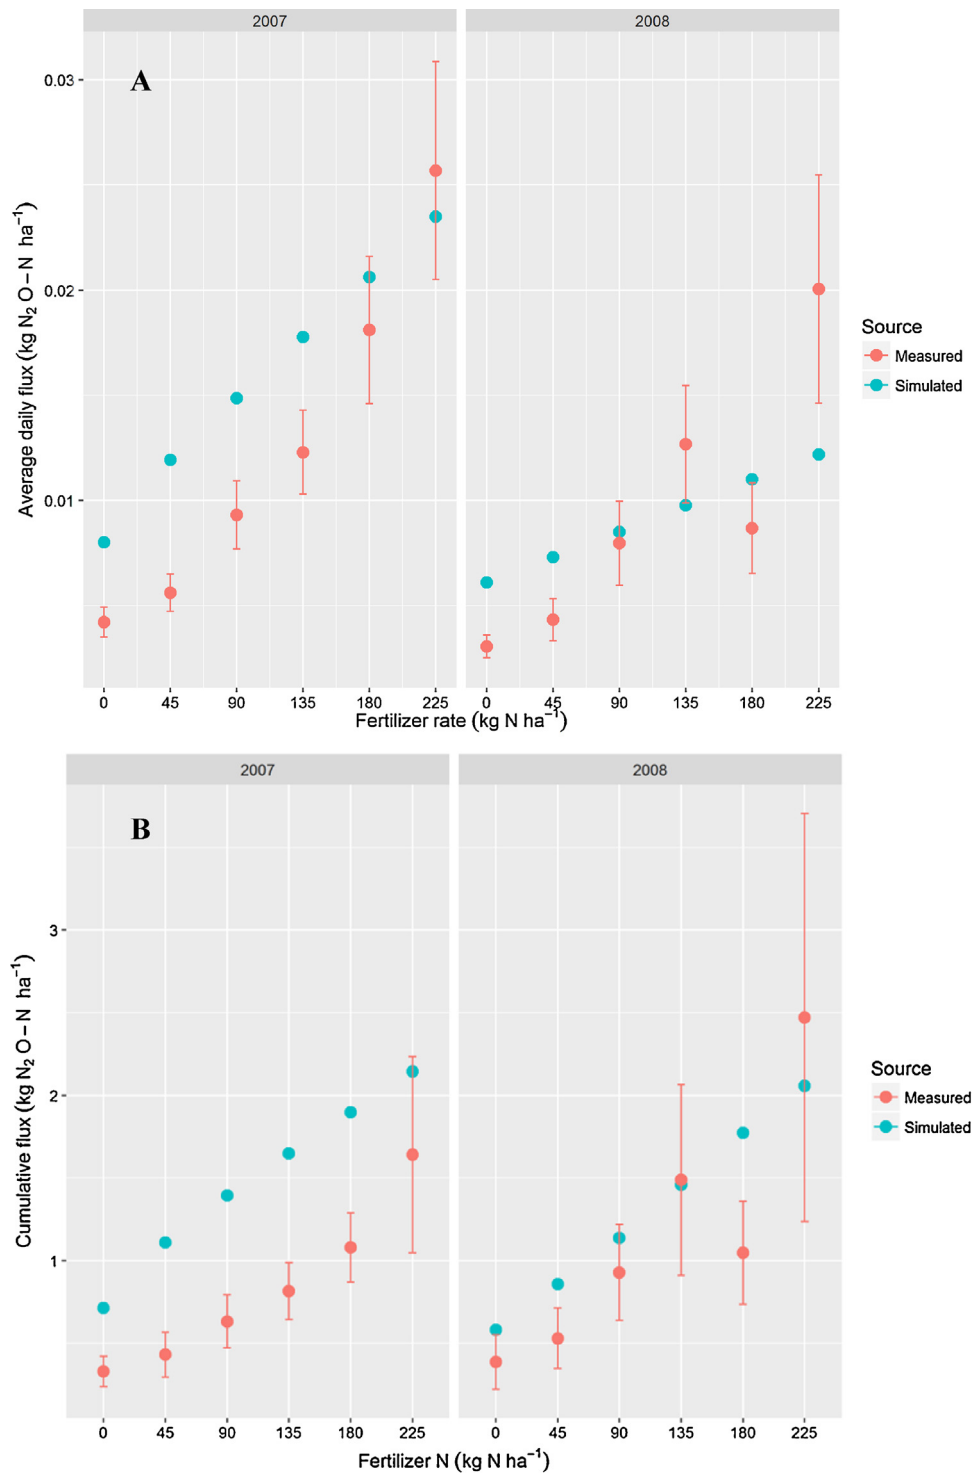 2007 2008
A
0.03
0.02
0.01
Average daily flux (kg N₂ O − N ha⁻¹)
0 45 90 135 180 225 0 45 90 135 180 225
Fertilizer rate (kg N ha⁻¹)
Source
Measured
Simulated
2007 2008
B
3
2
1
Cumulative flux (kg N₂ O − N ha⁻¹)
0 45 90 135 180 225 0 45 90 135 180 225
Fertilizer N (kg N ha⁻¹)
Source
Measured
Simulated